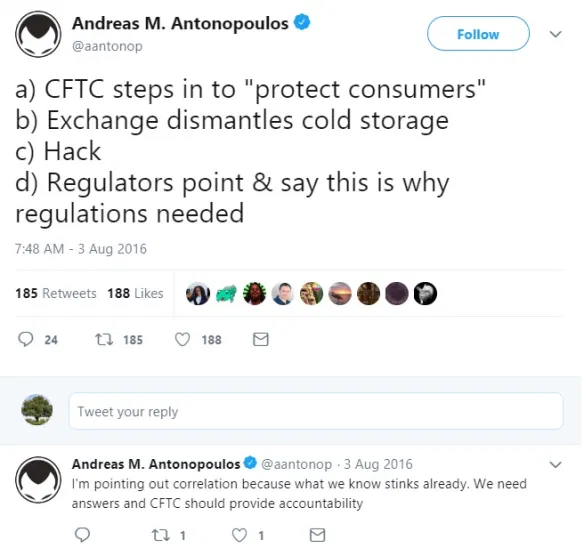 Andreas M. Antonopoulos
@aantonop
Follow
a) CFTC steps in to "protect consumers"
b) Exchange dismantles cold storage
c) Hack
d) Regulators point & say this is why
regulations needed
7:48 AM - 3 Aug 2016
185 Retweets 188 Likes
24 185 188
Tweet your reply
Andreas M. Antonopoulos @aantonop · 3 Aug 2016
I'm pointing out correlation because what we know stinks already. We need
answers and CFTC should provide accountability
1 1